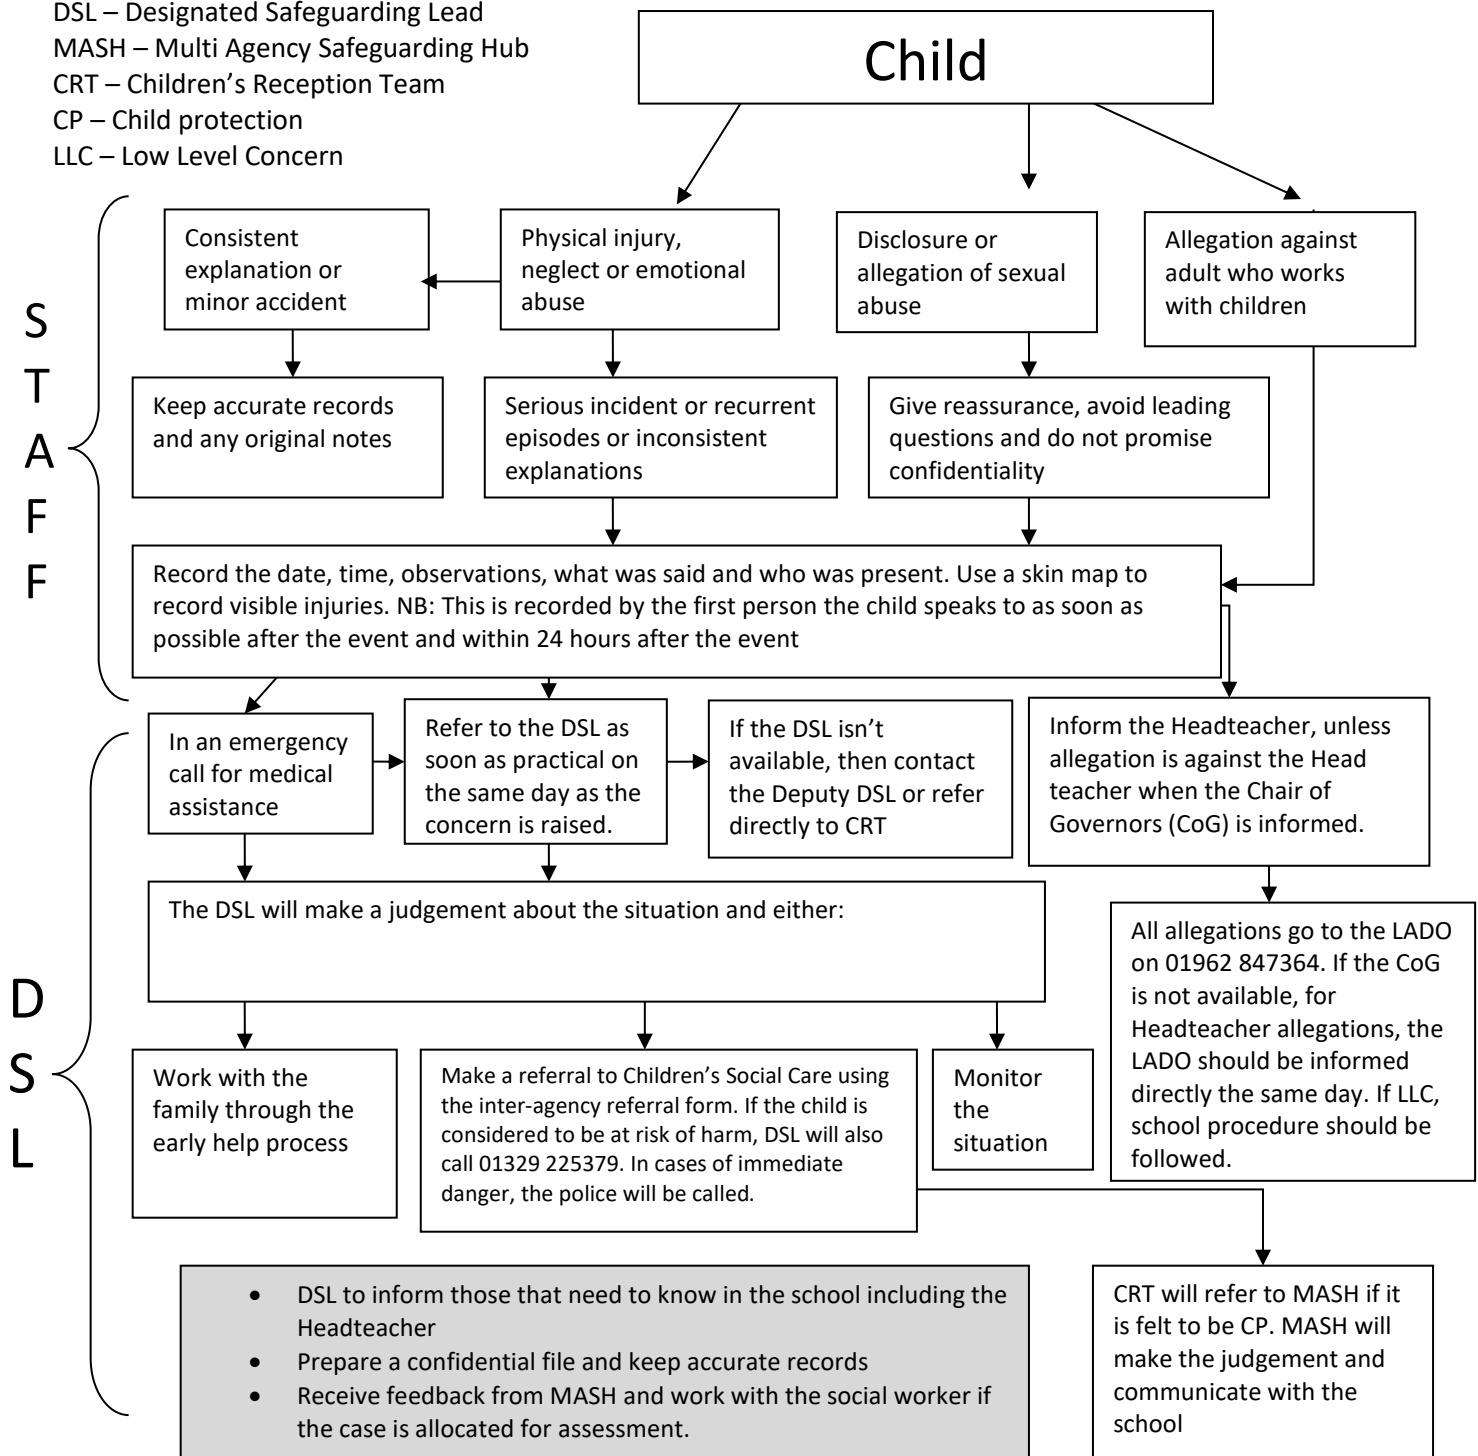 DSL – Designated Safeguarding Lead
MASH – Multi Agency Safeguarding Hub
CRT – Children’s Reception Team
CP – Child protection
LLC – Low Level Concern
Child
S
T
A
F
F
Consistent
explanation or
minor accident
Physical injury,
neglect or emotional
abuse
Disclosure or
allegation of sexual
abuse
Allegation against
adult who works
with children
Keep accurate records
and any original notes
Serious incident or recurrent
episodes or inconsistent
explanations
Give reassurance, avoid leading
questions and do not promise
confidentiality
Record the date, time, observations, what was said and who was present. Use a skin map to
record visible injuries. NB: This is recorded by the first person the child speaks to as soon as
possible after the event and within 24 hours after the event
D
S
L
In an emergency
call for medical
assistance
Refer to the DSL as
soon as practical on
the same day as the
concern is raised.
If the DSL isn’t
available, then contact
the Deputy DSL or refer
directly to CRT
Inform the Headteacher, unless
allegation is against the Head
teacher when the Chair of
Governors (CoG) is informed.
The DSL will make a judgement about the situation and either:
All allegations go to the LADO
on 01962 847364. If the CoG
is not available, for
Headteacher allegations, the
LADO should be informed
directly the same day. If LLC,
school procedure should be
followed.
Work with the
family through the
early help process
Make a referral to Children’s Social Care using
the inter-agency referral form. If the child is
considered to be at risk of harm, DSL will also
call 01329 225379. In cases of immediate
danger, the police will be called.
Monitor
the
situation
• DSL to inform those that need to know in the school including the
Headteacher
• Prepare a confidential file and keep accurate records
• Receive feedback from MASH and work with the social worker if
the case is allocated for assessment.
CRT will refer to MASH if it
is felt to be CP. MASH will
make the judgement and
communicate with the
school